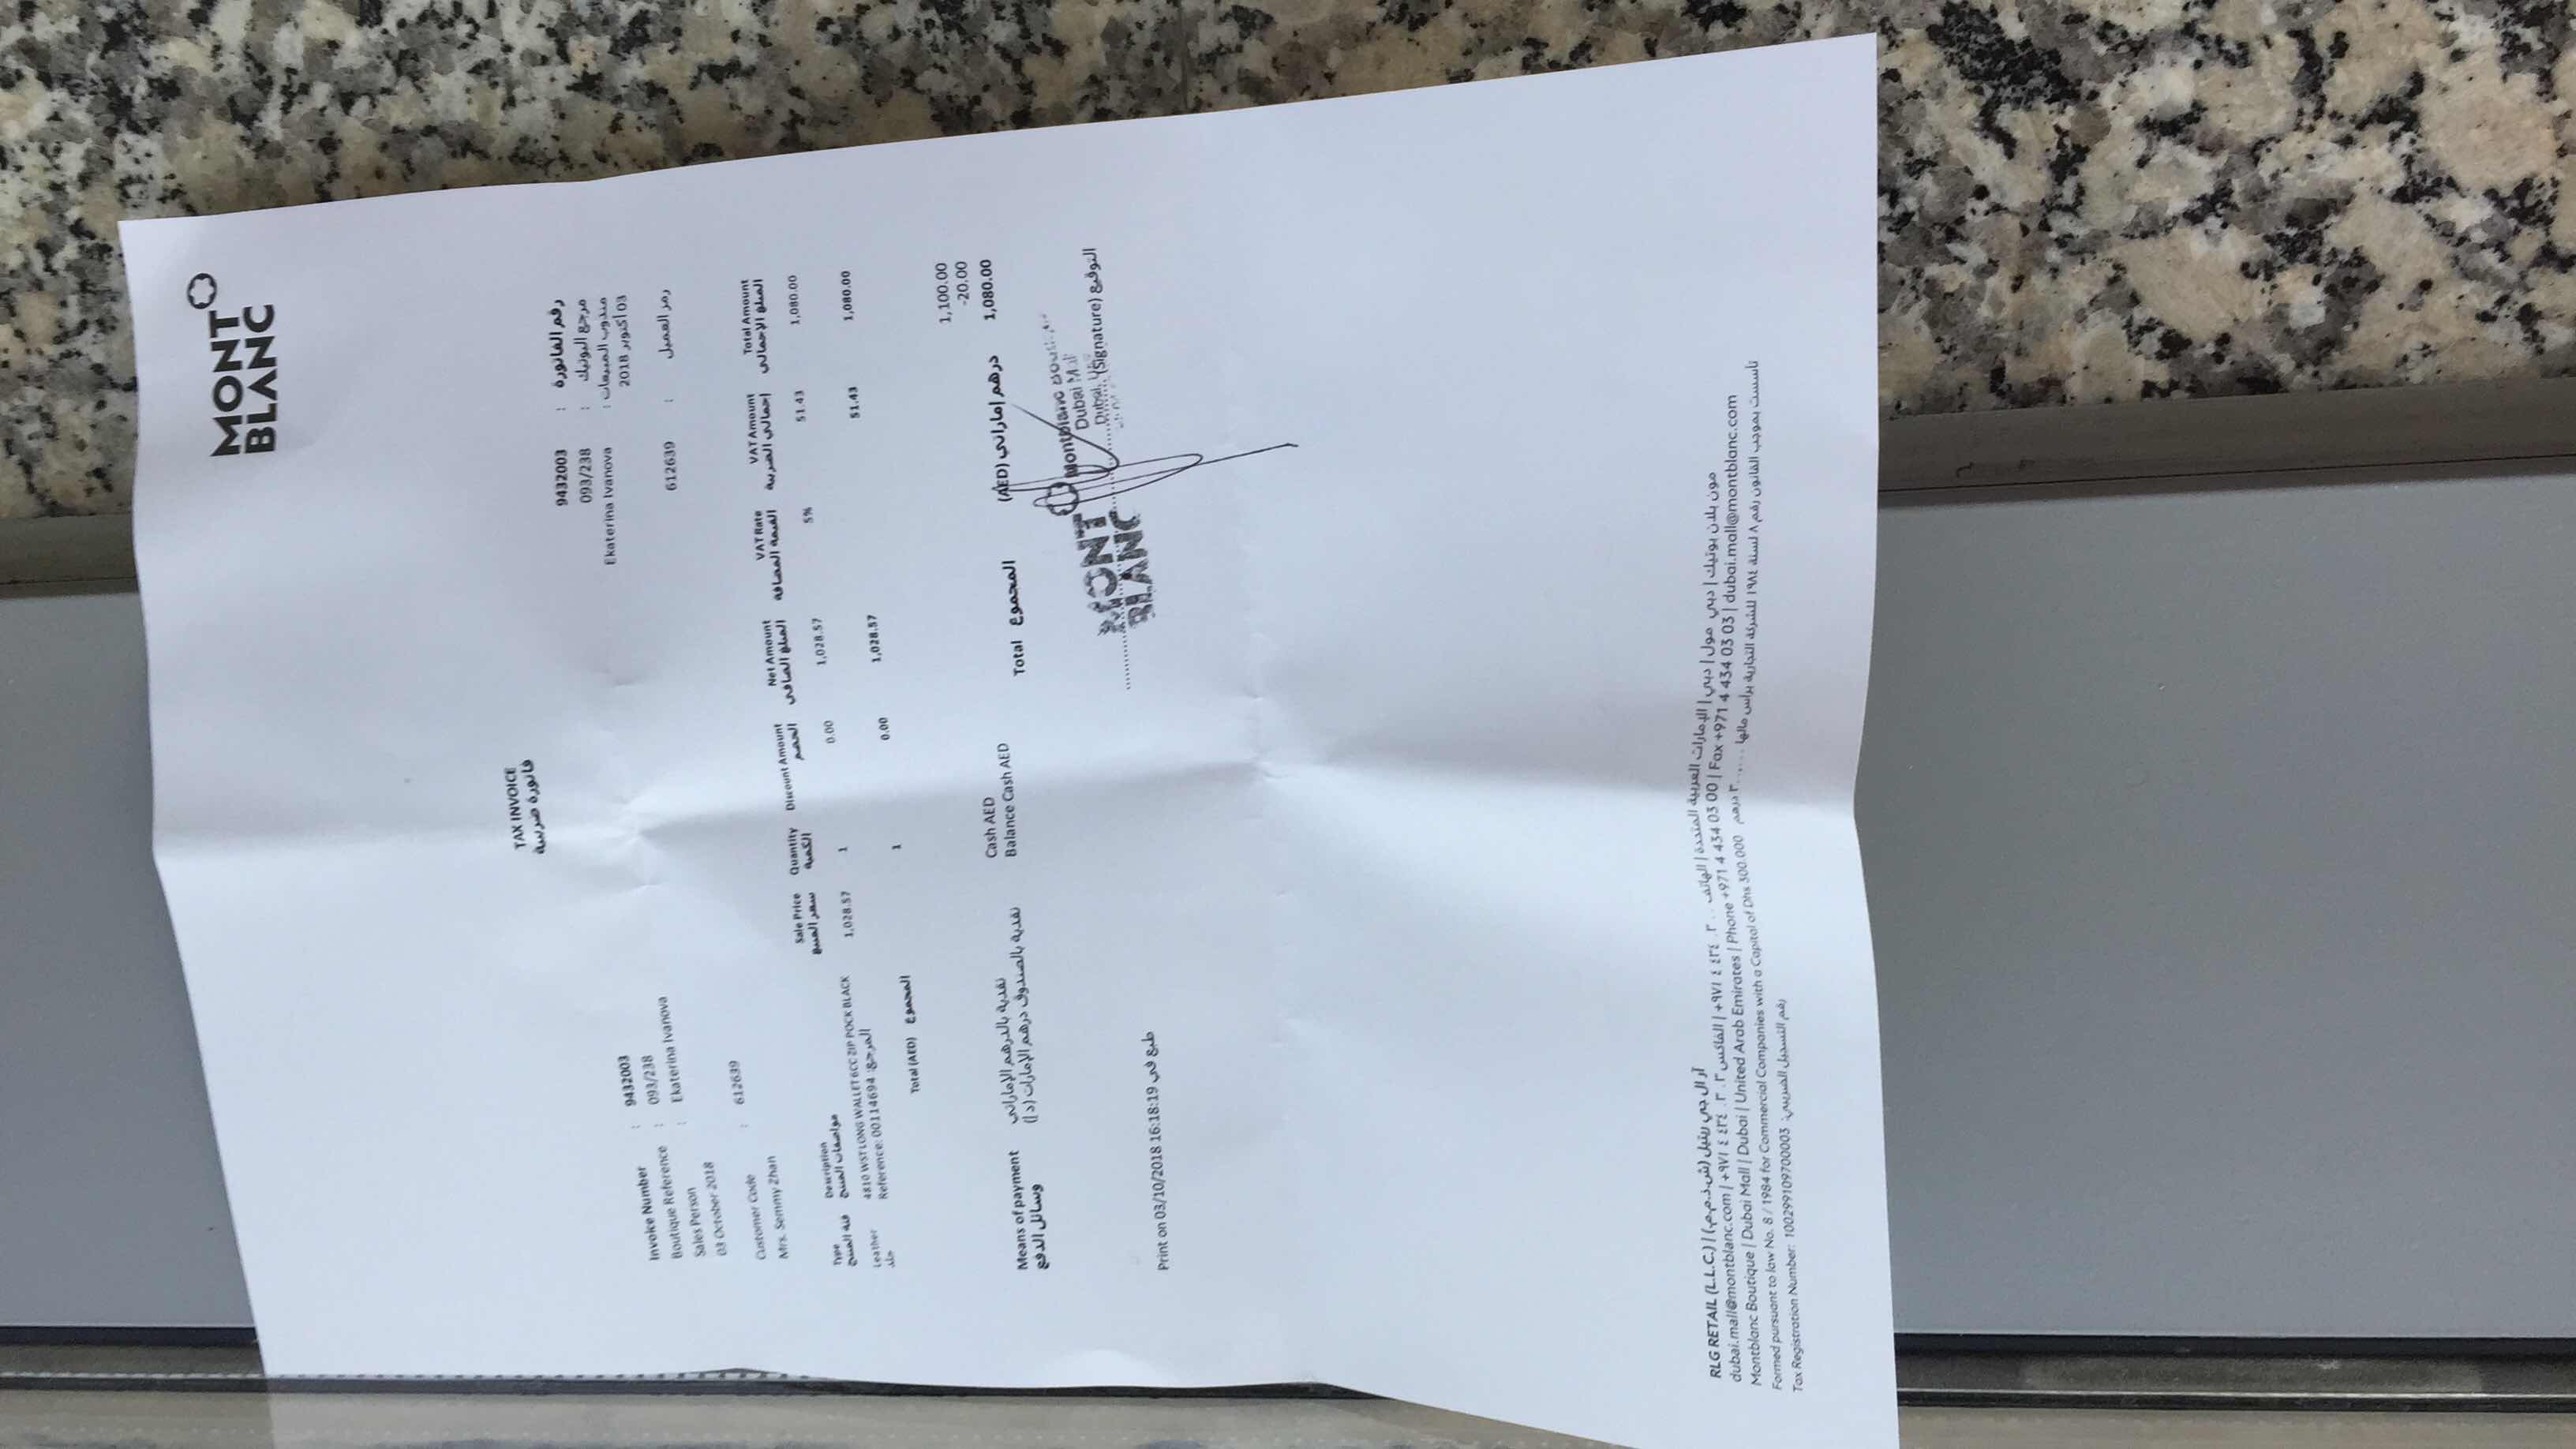 MONT
BLANC
TAX INVOICE
فاتورة ضريبية
Invoice Number : 9432003
Boutique Reference : 093/238
Sales Person : Ekaterina Ivanova
03 October 2018
Customer Code : 612639
Mrs. Semmy Zhan
9432003 : رقم الفاتورة
093/238 : مرجع البوتيك
Ekaterina Ivanova : مندوب المبيعات
03 أكتوبر 2018
612639 : رمز العميل
Type Description Sale Price Quantity Discount Amount Net Amount VAT Rate VAT Amount Total Amount
فئة المنتج مواصفات المنتج سعر المبيع الكمية الخصم المبلغ الصافي القيمة المضافة إجمالي الضريبة المبلغ الإجمالي
Leather 4810 WST LONG WALLET 6CC ZIP POCK BLACK 1,028.57 1 0.00 1,028.57 5% 51.43 1,080.00
جلد Reference: 00114694 :المرجع
Total (AED) المجموع 1 0.00 1,028.57 51.43 1,080.00
Means of payment نقدية بالدرهم الإماراتي Cash AED 1,100.00
وسائل الدفع نقدية بالصندوق درهم الإمارات (د إ) Balance Cash AED -20.00
Total المجموع (AED) درهم إماراتي 1,080.00
MONT
BLANC
Montblanc
Dubai Mall
Dubai,
(Signature) التوقيع
Print on 03/10/2018 16:18:19 طبع في
RLG RETAIL (L.L.C.) | (.آر ال جي ريتيل (ش.ذ.م.م
مون بلان بوتيك | دبي مول | دبي | الإمارات العربية المتحدة | الهاتف ٠٣٠٠ ٤٣٤ ٤ ٩٧١+ | الفاكس ٠٣٠٣ ٤٣٤ ٤ ٩٧١+ | dubai.mall@montblanc.com
Montblanc Boutique | Dubai Mall | Dubai | United Arab Emirates | Phone +971 4 434 03 00 | Fax +971 4 434 03 03 | dubai.mall@montblanc.com
Formed pursuant to law No. 8 / 1984 for Commercial Companies with a Capital of Dhs 300.000 تأسست بموجب القانون رقم ٨ لسنة ١٩٨٤ للشركة التجارية برأس مالها ٣٠٠,٠٠٠ درهم
Tax Registration Number: 100299109700003 :رقم التسجيل الضريبي